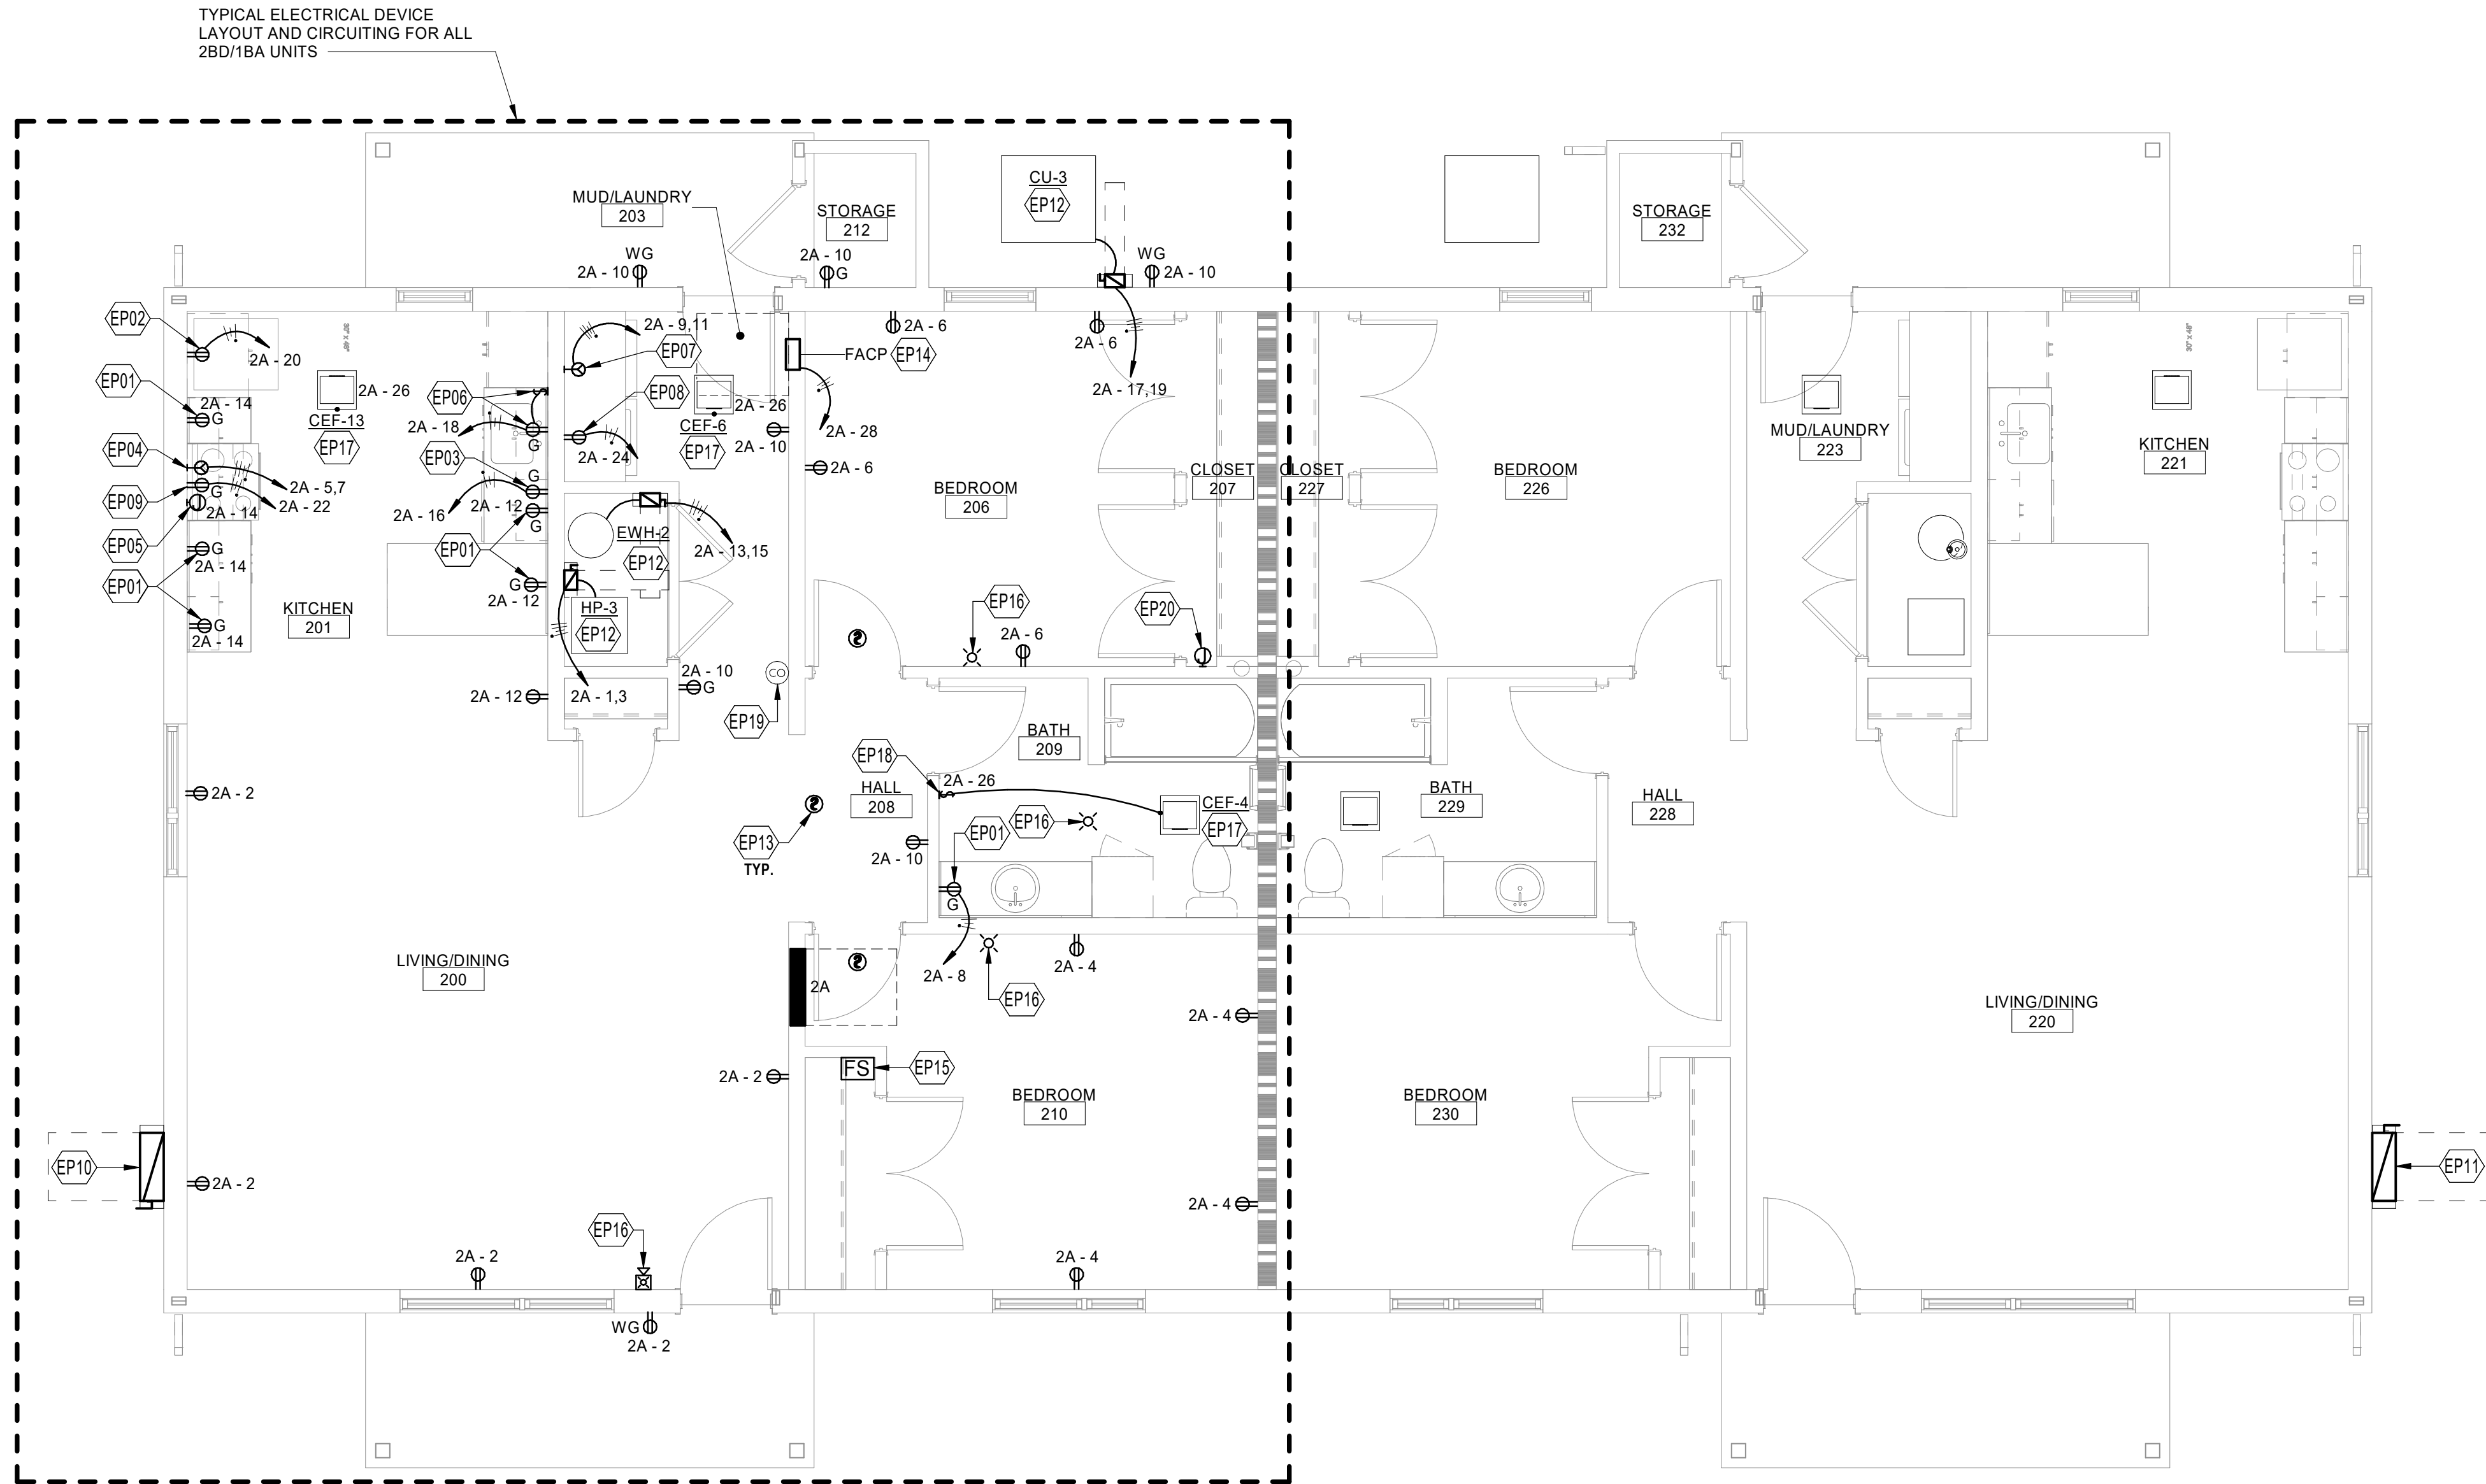 TYPICAL ELECTRICAL DEVICE
LAYOUT AND CIRCUITING FOR ALL
2BD/1BA UNITS
MUD/LAUNDRY
203
STORAGE
212
CU-3
EP12
STORAGE
232
WG
2A - 10
2A - 10
G
WG
2A - 10
EP02
2A - 20
30" x 48"
2A - 9,11
EP07
FACP
EP14
2A - 6
2A - 6
2A - 17,19
30" x 48"
EP01
2A - 14
G
2A - 26
CEF-13
EP17
EP06
2A - 18
G
EP08
2A - 24
2A - 26
CEF-6
EP17
2A - 10
2A - 28
MUD/LAUNDRY
223
KITCHEN
221
EP04
2A - 5,7
EP09
G
2A - 22
2A - 14
EP05
EP03
G
2A - 16
2A - 12
G
EP01
2A - 6
BEDROOM
206
CLOSET
207
CLOSET
227
BEDROOM
226
EWH-2
EP12
2A - 13,15
G
2A - 14
EP01
G
2A - 14
KITCHEN
201
G
2A - 12
HP-3
EP12
2A - 1,3
EP16
2A - 6
EP20
2A - 12
2A - 10
G
CO
EP19
BATH
209
EP18
2A - 26
HALL
208
CEF-4
EP17
BATH
229
HALL
228
2A - 2
EP13
TYP.
EP01
EP16
2A - 10
G
2A - 8
EP16
2A - 4
2A
LIVING/DINING
200
LIVING/DINING
220
2A - 4
2A - 2
FS
EP15
BEDROOM
210
BEDROOM
230
EP10
2A - 2
EP11
2A - 4
EP16
2A - 2
2A - 4
WG
2A - 2